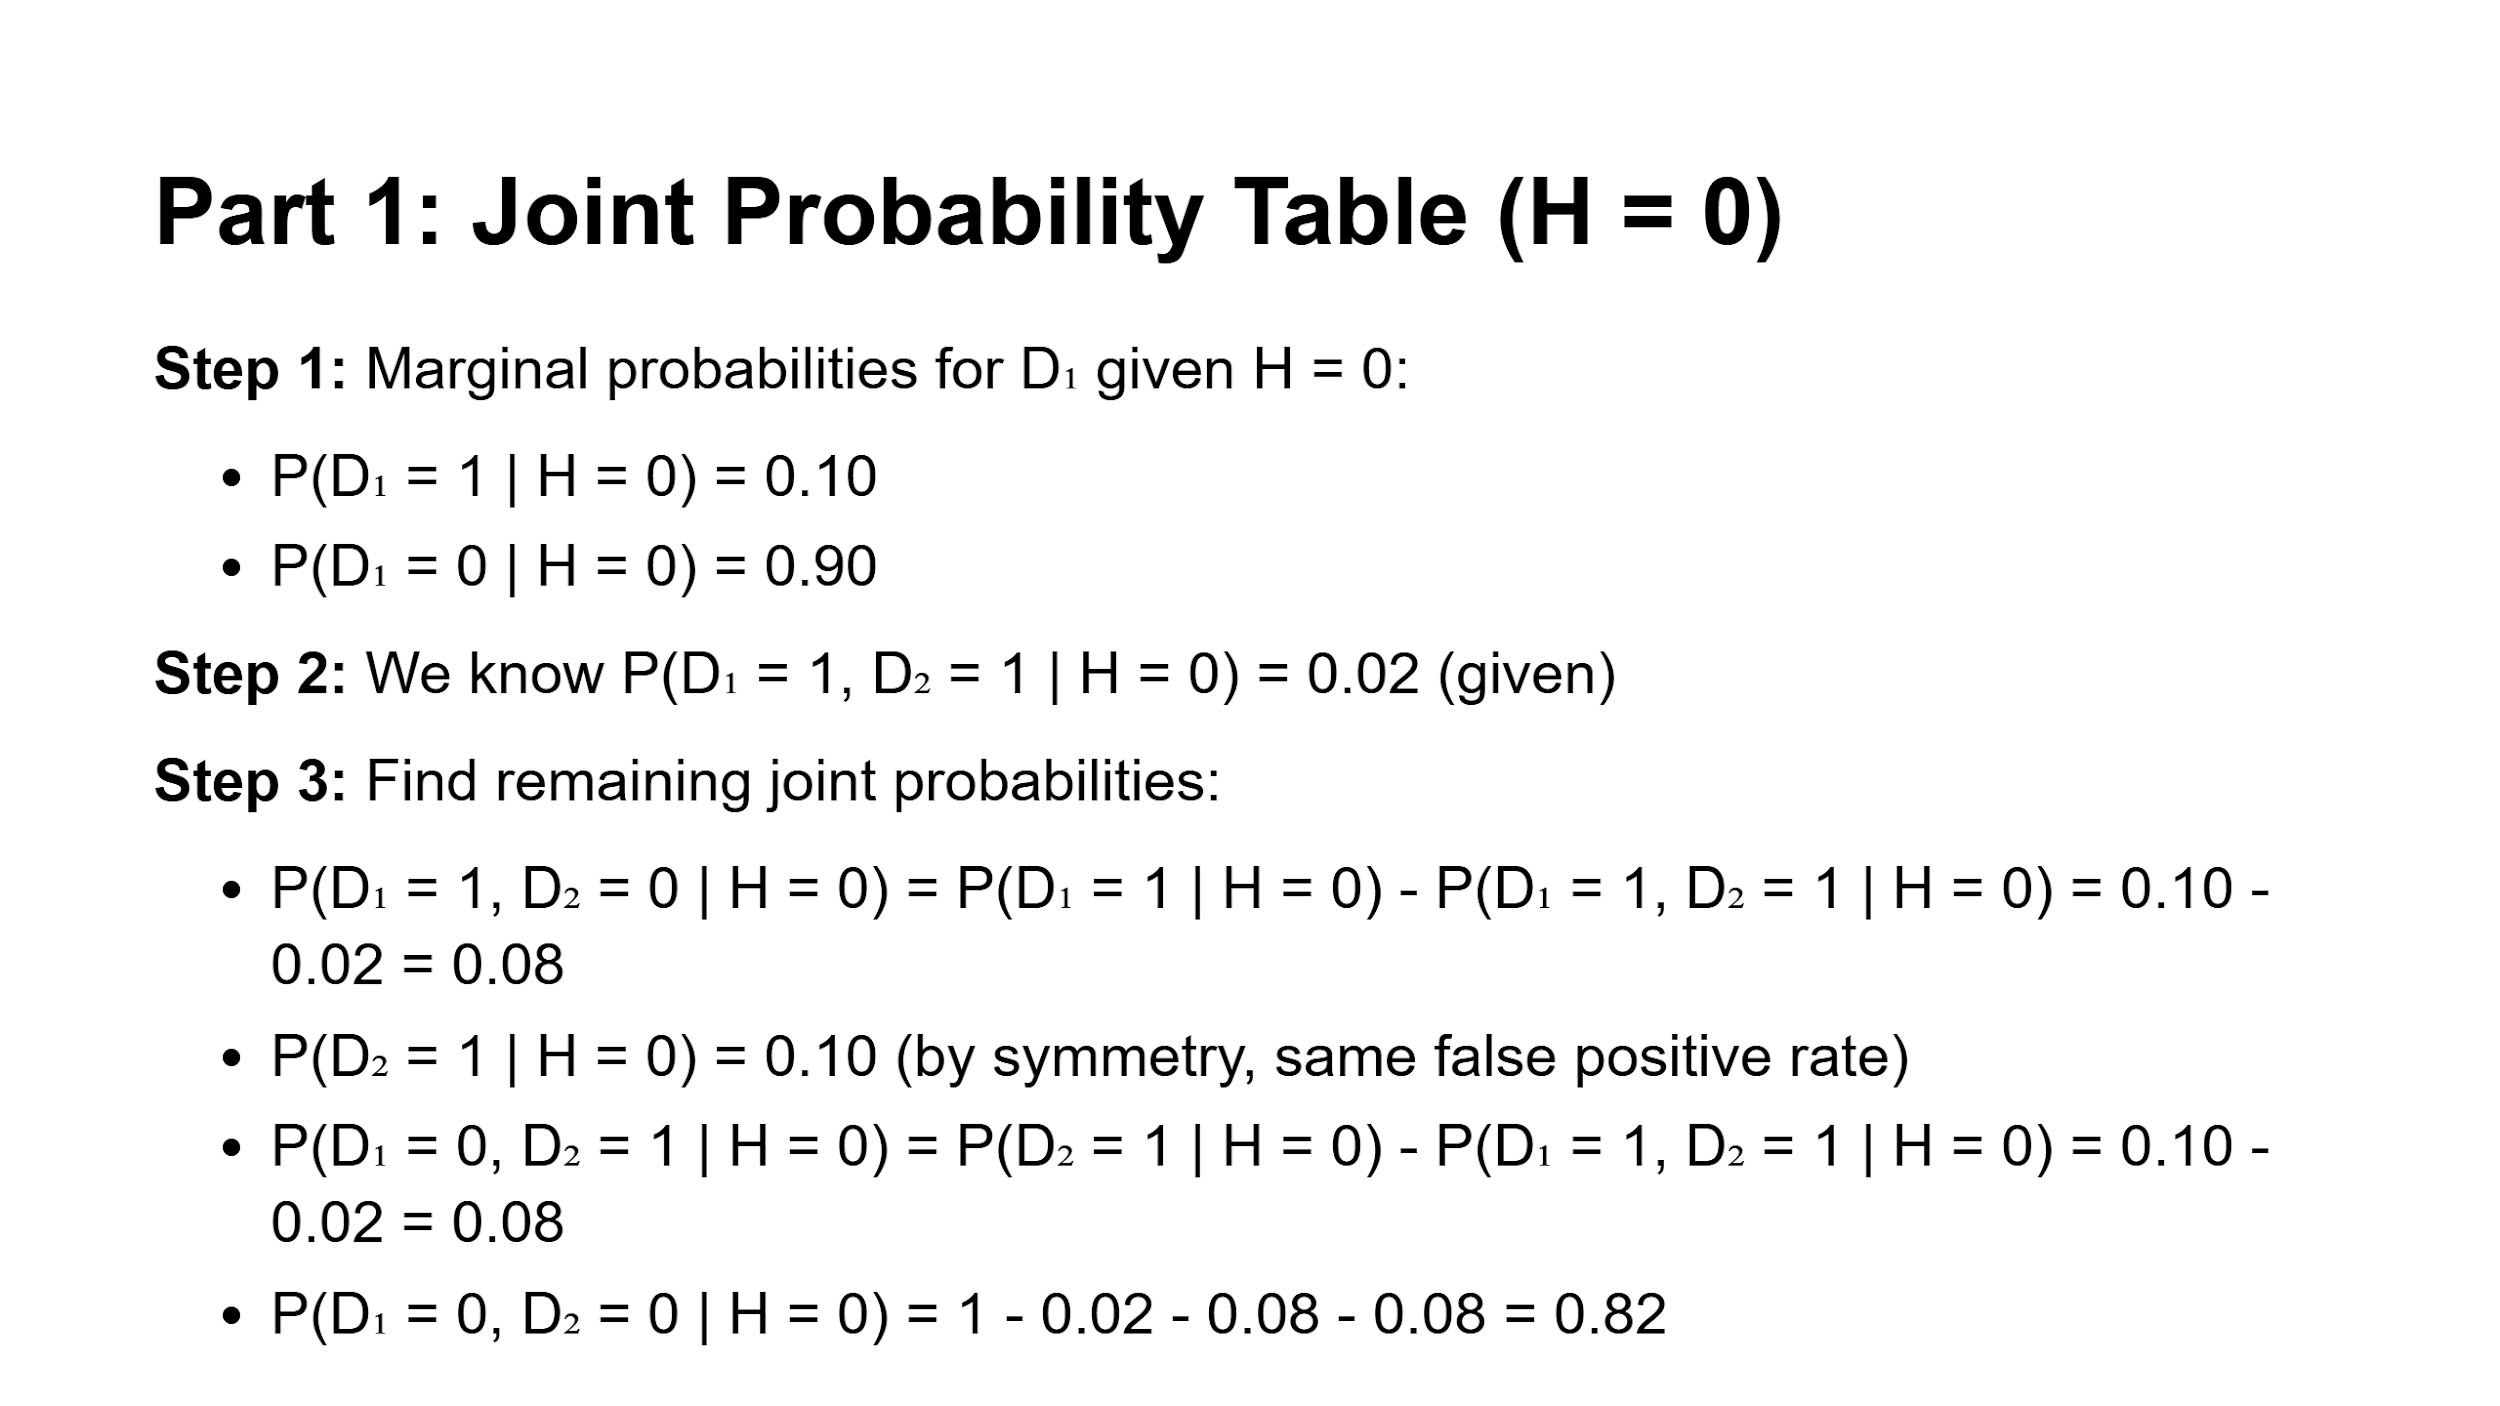 Part 1: Joint Probability Table (H = 0)
Step 1: Marginal probabilities for D₁ given H = 0:
• P(D₁ = 1 | H = 0) = 0.10
• P(D₁ = 0 | H = 0) = 0.90
Step 2: We know P(D₁ = 1, D₂ = 1 | H = 0) = 0.02 (given)
Step 3: Find remaining joint probabilities:
• P(D₁ = 1, D₂ = 0 | H = 0) = P(D₁ = 1 | H = 0) - P(D₁ = 1, D₂ = 1 | H = 0) = 0.10 -
0.02 = 0.08
• P(D₂ = 1 | H = 0) = 0.10 (by symmetry, same false positive rate)
• P(D₁ = 0, D₂ = 1 | H = 0) = P(D₂ = 1 | H = 0) - P(D₁ = 1, D₂ = 1 | H = 0) = 0.10 -
0.02 = 0.08
• P(D₁ = 0, D₂ = 0 | H = 0) = 1 - 0.02 - 0.08 - 0.08 = 0.82